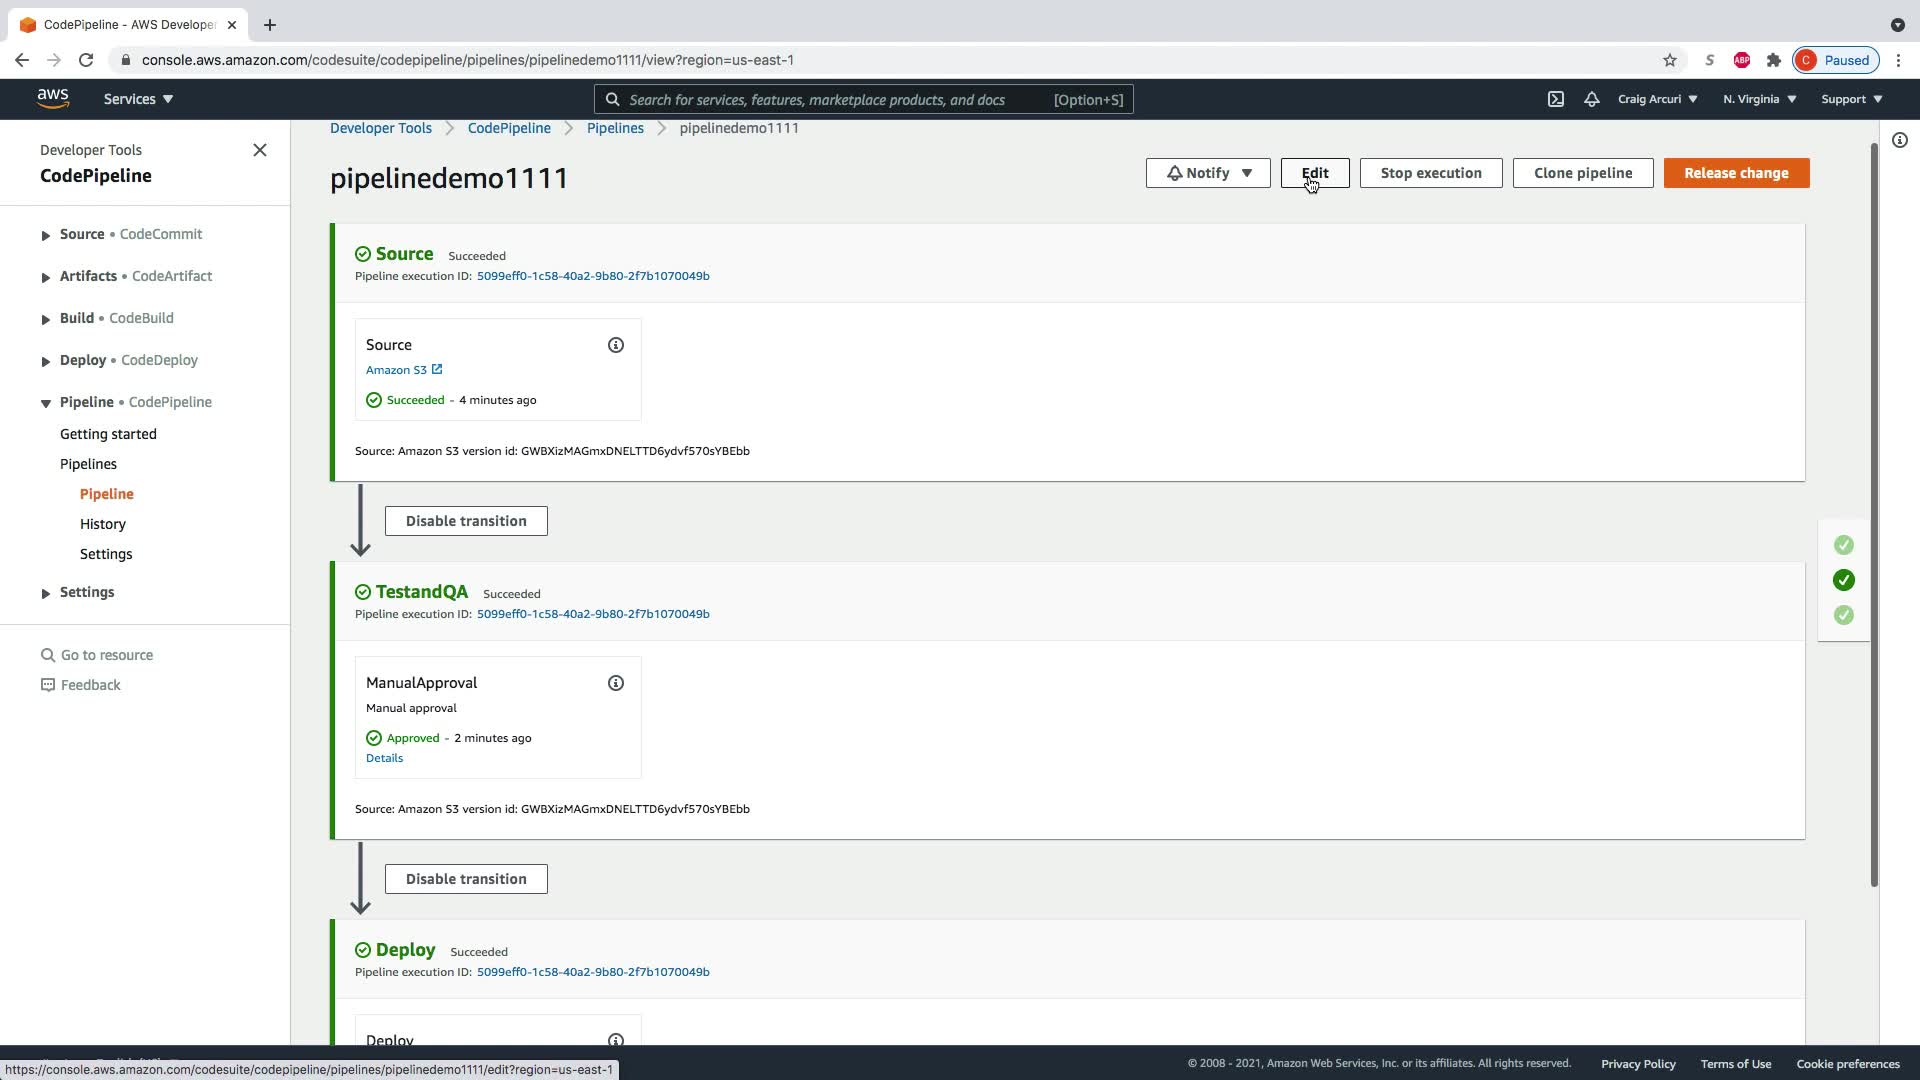 CodePipeline - AWS Developer
console.aws.amazon.com/codesuite/codepipeline/pipelines/pipelinedemo1111/view?region=us-east-1
S
ABP
C Paused
aws
Services
Search for services, features, marketplace products, and docs [Option+S]
Craig Arcuri
N. Virginia
Support
Developer Tools
CodePipeline
Source • CodeCommit
Artifacts • CodeArtifact
Build • CodeBuild
Deploy • CodeDeploy
Pipeline • CodePipeline
Getting started
Pipelines
Pipeline
History
Settings
Settings
Go to resource
Feedback
Developer Tools CodePipeline Pipelines pipelinedemo1111
pipelinedemo1111
Notify
Edit
Stop execution
Clone pipeline
Release change
Source Succeeded
Pipeline execution ID: 5099eff0-1c58-40a2-9b80-2f7b1070049b
Source
Amazon S3
Succeeded - 4 minutes ago
Source: Amazon S3 version id: GWBXizMAGmxDNELTTD6ydvf570sYBEbb
Disable transition
TestandQA Succeeded
Pipeline execution ID: 5099eff0-1c58-40a2-9b80-2f7b1070049b
ManualApproval
Manual approval
Approved - 2 minutes ago
Details
Source: Amazon S3 version id: GWBXizMAGmxDNELTTD6ydvf570sYBEbb
Disable transition
Deploy Succeeded
Pipeline execution ID: 5099eff0-1c58-40a2-9b80-2f7b1070049b
Deploy
https://console.aws.amazon.com/codesuite/codepipeline/pipelines/pipelinedemo1111/edit?region=us-east-1
© 2008 - 2021, Amazon Web Services, Inc. or its affiliates. All rights reserved.
Privacy Policy
Terms of Use
Cookie preferences